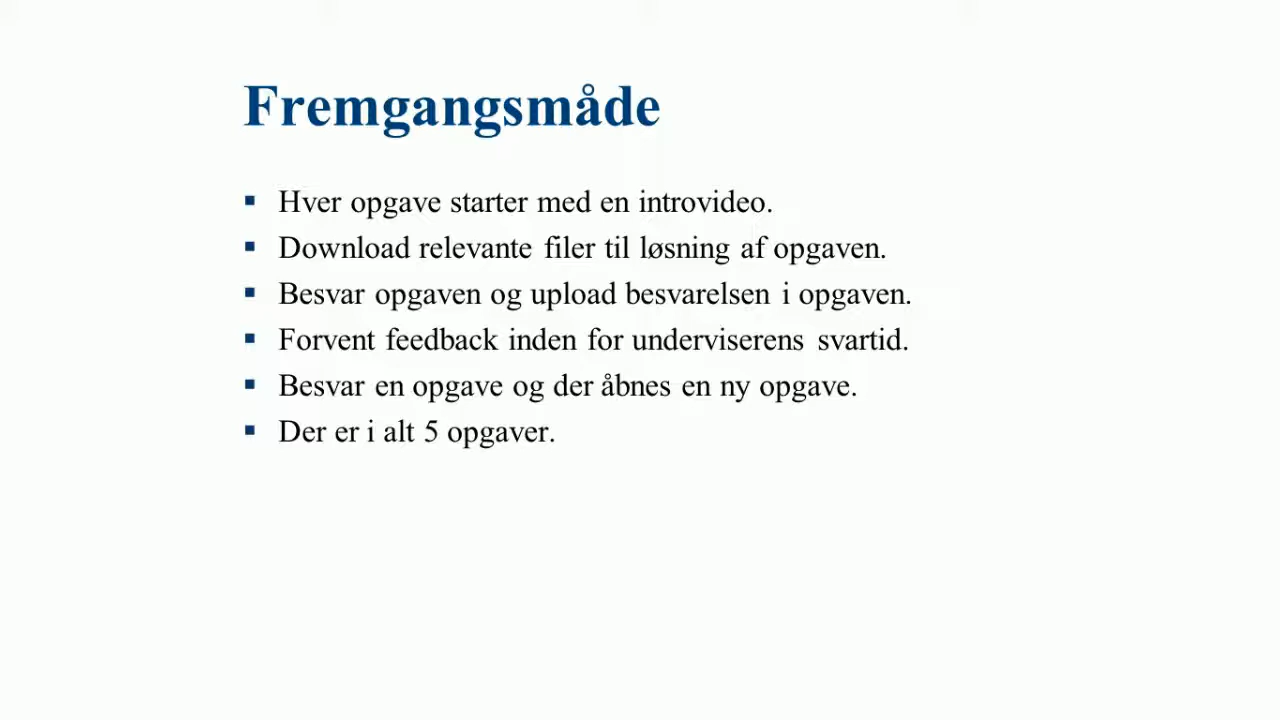 Fremgangsmåde
▪ Hver opgave starter med en introvideo.
▪ Download relevante filer til løsning af opgaven.
▪ Besvar opgaven og upload besvarelsen i opgaven.
▪ Forvent feedback inden for underviserens svartid.
▪ Besvar en opgave og der åbnes en ny opgave.
▪ Der er i alt 5 opgaver.